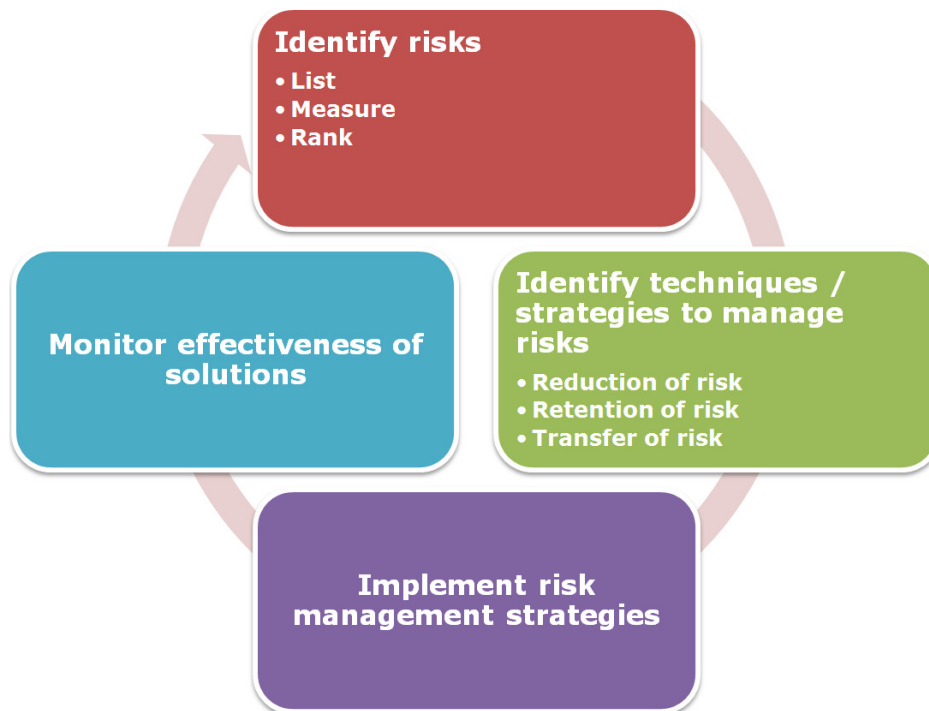 Identify risks
• List
• Measure
• Rank
Identify techniques /
strategies to manage
risks
• Reduction of risk
• Retention of risk
• Transfer of risk
Implement risk
management strategies
Monitor effectiveness of
solutions